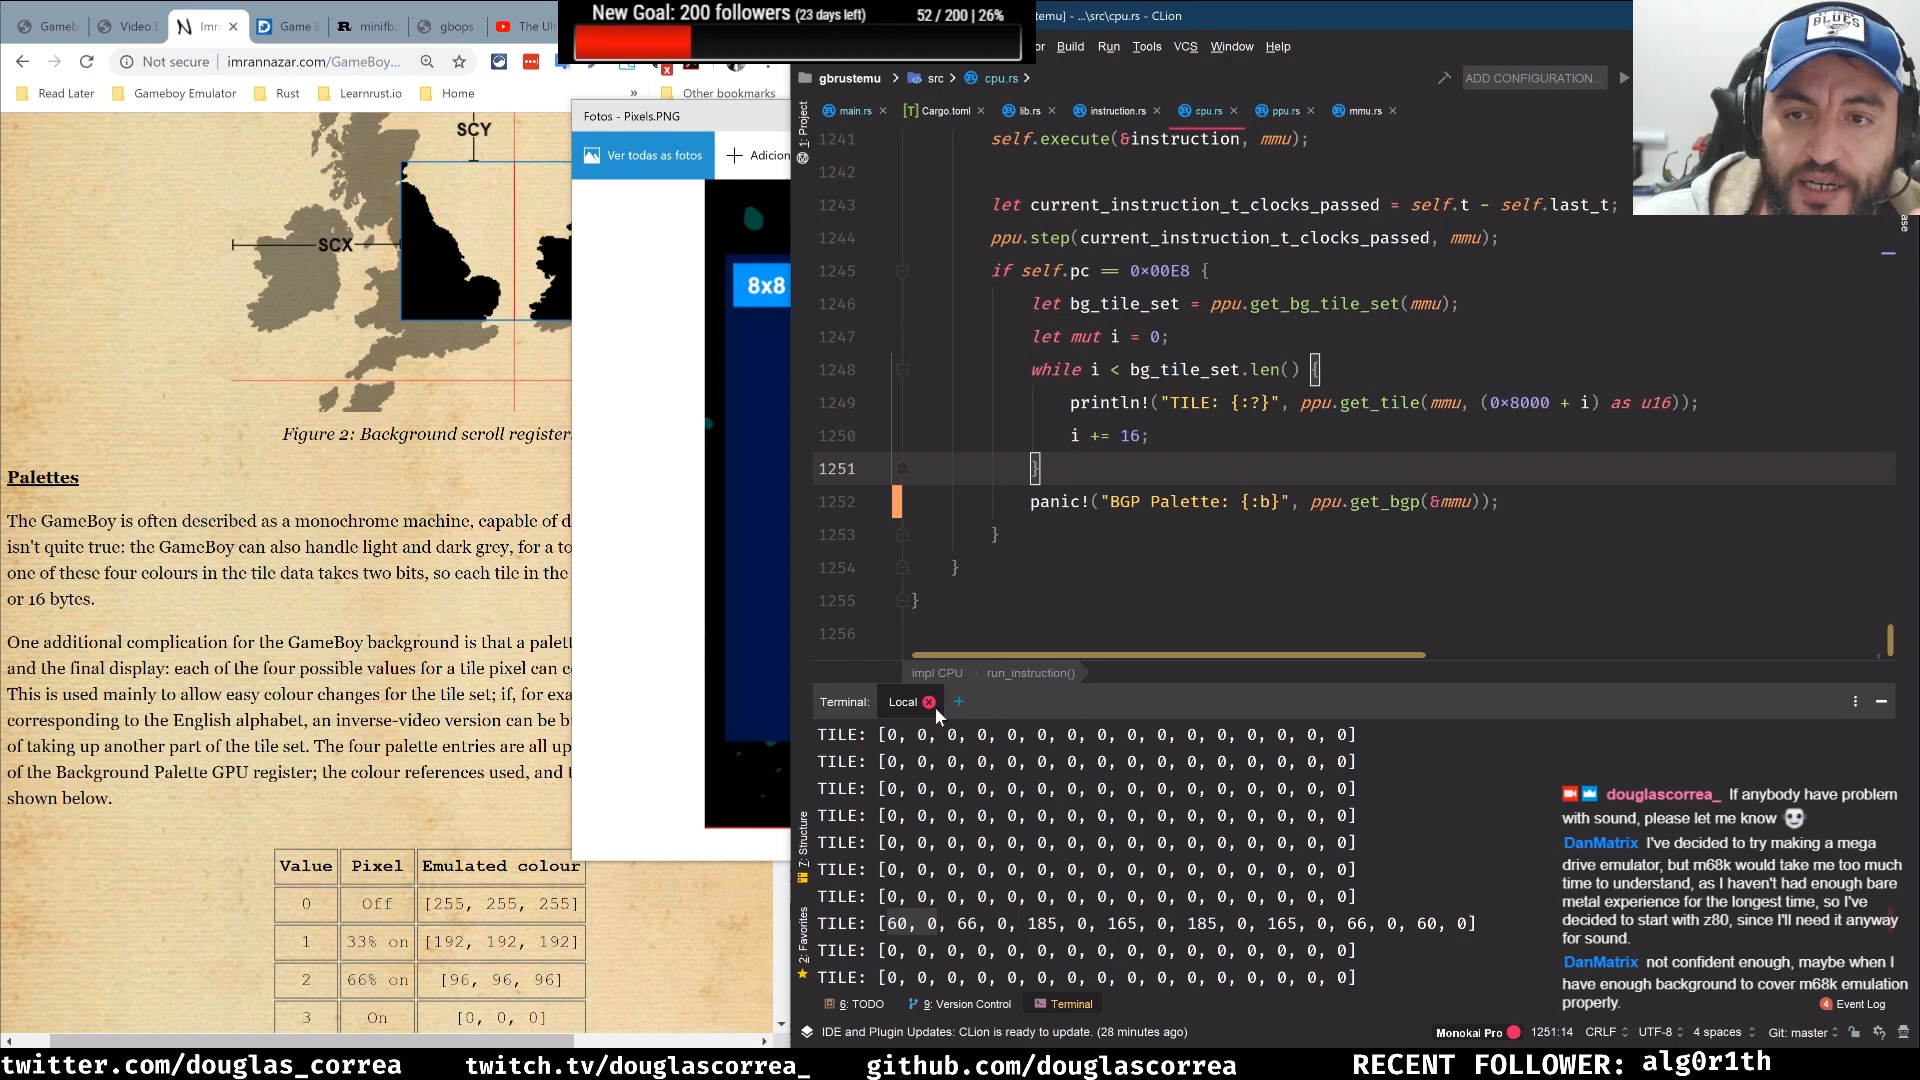 New Goal: 200 followers (23 days left) 52 / 200 | 26%
Gameb
Video D
Imra
Game B
minifb:
gbops
The Ult
stemu] - ...\src\cpu.rs - CLion
Not secure | imrannazar.com/GameBoy...
Build Run Tools VCS Window Help
gbrustemu > src > cpu.rs >
ADD CONFIGURATION...
Read Later Gameboy Emulator Rust Learnrust.io Home » Other bookmarks
main.rs Cargo.toml lib.rs instruction.rs cpu.rs ppu.rs mmu.rs
SCY
SCX
Figure 2: Background scroll register
Palettes
The GameBoy is often described as a monochrome machine, capable of d
isn't quite true: the GameBoy can also handle light and dark grey, for a to
one of these four colours in the tile data takes two bits, so each tile in the
or 16 bytes.
One additional complication for the GameBoy background is that a palett
and the final display: each of the four possible values for a tile pixel can c
This is used mainly to allow easy colour changes for the tile set; if, for exa
corresponding to the English alphabet, an inverse-video version can be b
of taking up another part of the tile set. The four palette entries are all up
of the Background Palette GPU register; the colour references used, and t
shown below.
Value Pixel Emulated colour
0 Off [255, 255, 255]
1 33% on [192, 192, 192]
2 66% on [96, 96, 96]
3 On [0, 0, 0]
Fotos - Pixels.PNG
Ver todas as fotos
Adicion
8x8
1: Project
1241 self.execute(&instruction, mmu);
1242
1243 let current_instruction_t_clocks_passed = self.t - self.last_t;
1244 ppu.step(current_instruction_t_clocks_passed, mmu);
1245 if self.pc == 0x00E8 {
1246 let bg_tile_set = ppu.get_bg_tile_set(mmu);
1247 let mut i = 0;
1248 while i < bg_tile_set.len() {
1249 println!("TILE: {:?}", ppu.get_tile(mmu, (0x8000 + i) as u16));
1250 i += 16;
1251 }
1252 panic!("BGP Palette: {:b}", ppu.get_bgp(&mmu));
1253 }
1254 }
1255 }
1256
impl CPU > run_instruction()
Terminal: Local
TILE: [0, 0, 0, 0, 0, 0, 0, 0, 0, 0, 0, 0, 0, 0, 0, 0]
TILE: [0, 0, 0, 0, 0, 0, 0, 0, 0, 0, 0, 0, 0, 0, 0, 0]
TILE: [0, 0, 0, 0, 0, 0, 0, 0, 0, 0, 0, 0, 0, 0, 0, 0]
TILE: [0, 0, 0, 0, 0, 0, 0, 0, 0, 0, 0, 0, 0, 0, 0, 0]
TILE: [0, 0, 0, 0, 0, 0, 0, 0, 0, 0, 0, 0, 0, 0, 0, 0]
TILE: [0, 0, 0, 0, 0, 0, 0, 0, 0, 0, 0, 0, 0, 0, 0, 0]
TILE: [0, 0, 0, 0, 0, 0, 0, 0, 0, 0, 0, 0, 0, 0, 0, 0]
TILE: [60, 0, 66, 0, 185, 0, 165, 0, 185, 0, 165, 0, 66, 0, 60, 0]
TILE: [0, 0, 0, 0, 0, 0, 0, 0, 0, 0, 0, 0, 0, 0, 0, 0]
TILE: [0, 0, 0, 0, 0, 0, 0, 0, 0, 0, 0, 0, 0, 0, 0, 0]
7: Structure
2: Favorites
6: TODO 9: Version Control Terminal
4 Event Log
IDE and Plugin Updates: CLion is ready to update. (28 minutes ago)
Monokai Pro 1251:14 CRLF UTF-8 4 spaces Git: master
BLUES
douglascorrea_ If anybody have problem
with sound, please let me know
DanMatrix I've decided to try making a mega
drive emulator, but m68k would take me too much
time to understand, as I haven't had enough bare
metal experience for the longest time, so I've
decided to start with z80, since I'll need it anyway
for sound.
DanMatrix not confident enough, maybe when I
have enough background to cover m68k emulation
properly.
twitter.com/douglas_correa twitch.tv/douglascorrea_ github.com/douglascorrea RECENT FOLLOWER: alg0r1th